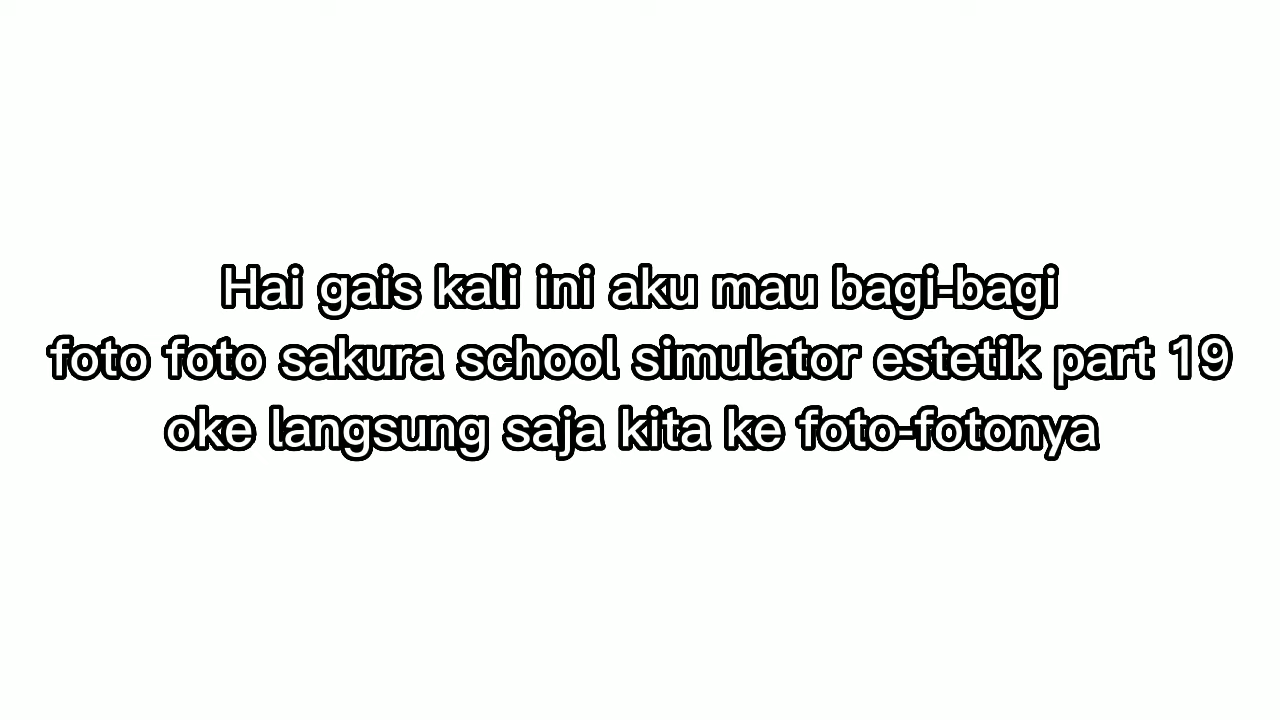 Hai gais kali ini aku mau bagi-bagi
foto foto sakura school simulator estetik part 19
oke langsung saja kita ke foto-fotonya